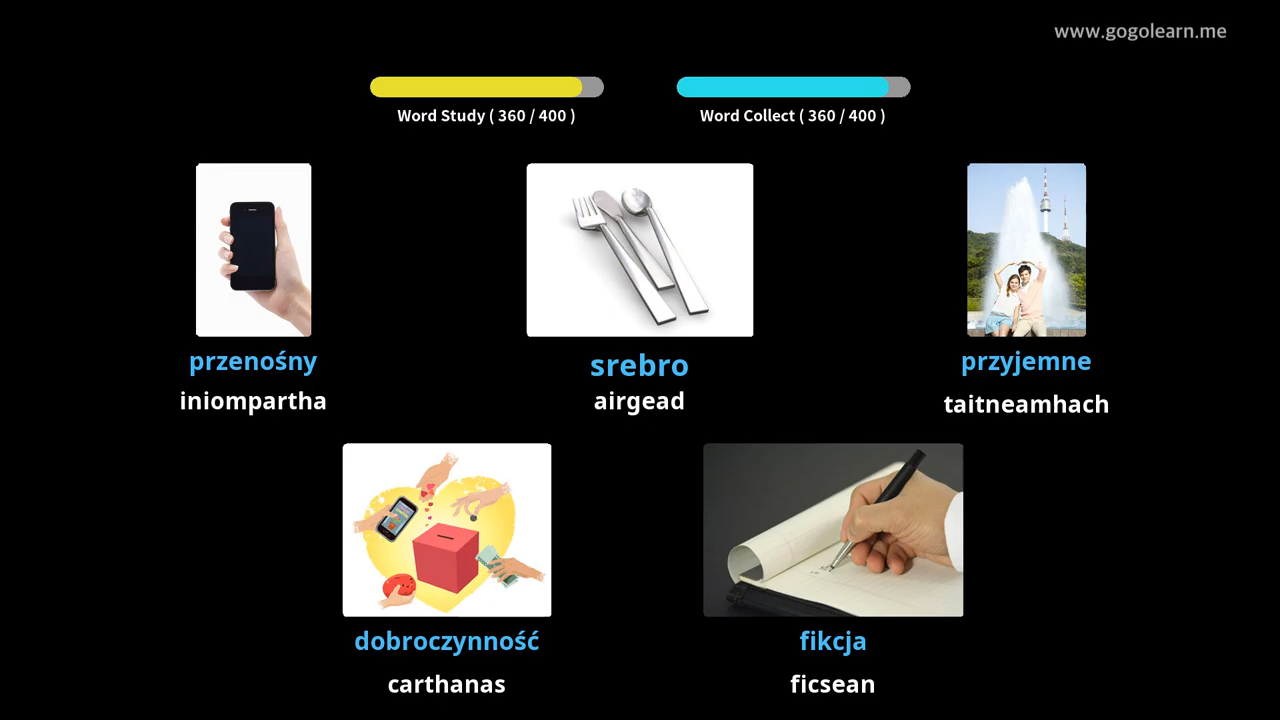 www.gogolearn.me
Word Study ( 360 / 400 )
Word Collect ( 360 / 400 )
przenośny
iniompartha
srebro
airgead
przyjemne
taitneamhach
dobroczynność
carthanas
fikcja
ficsean